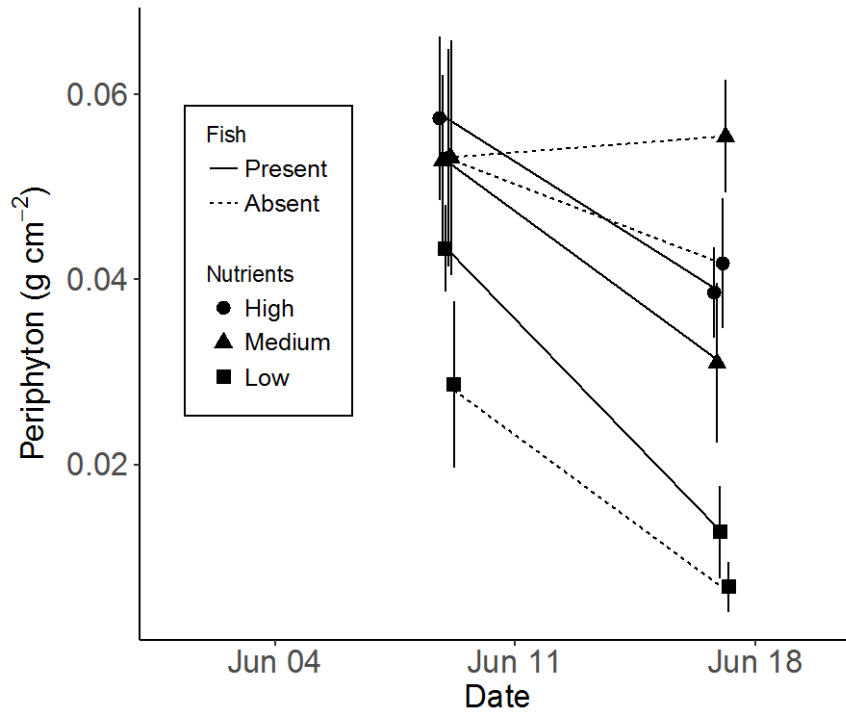 0.06
0.04
0.02
Periphyton (g cm⁻²)
Fish
Present
Absent
Nutrients
High
Medium
Low
Jun 04
Jun 11
Jun 18
Date